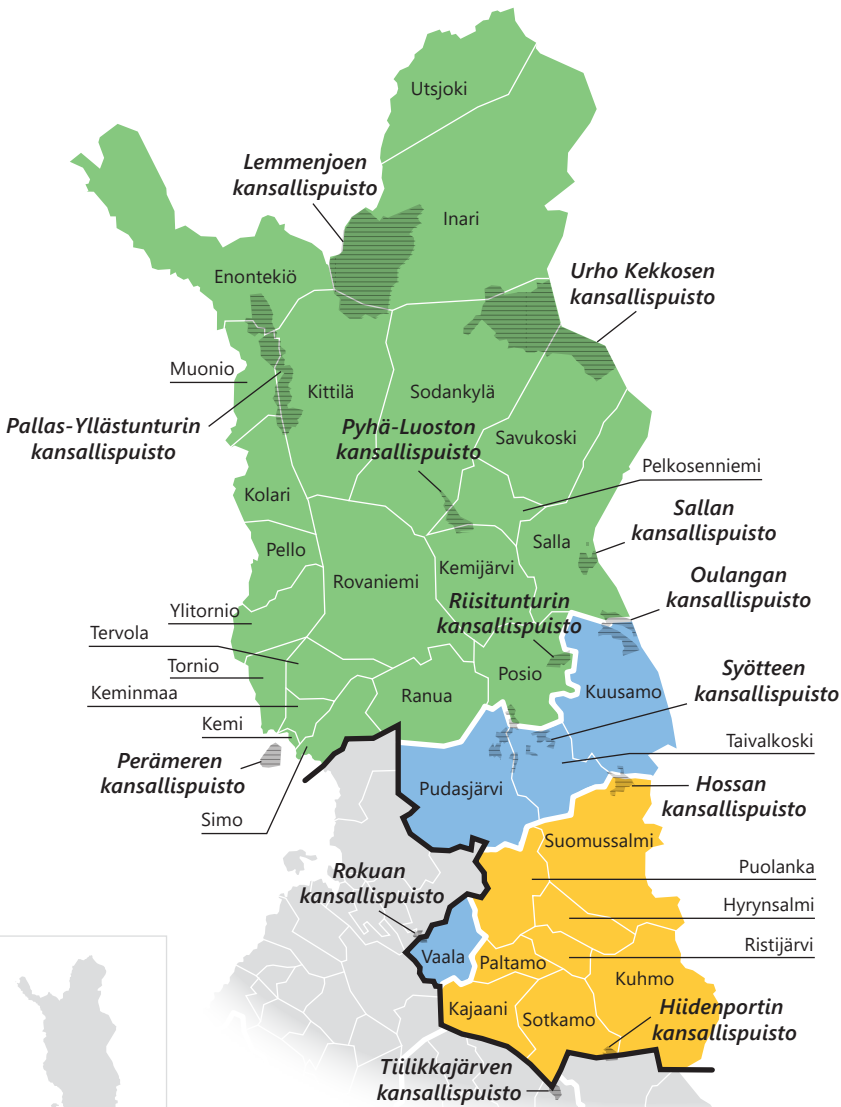 Utsjoki
Lemmenjoen
kansallispuisto
Inari
Enontekiö
Urho Kekkosen
kansallispuisto
Muonio
Kittilä
Sodankylä
Pallas-Yllästunturin
kansallispuisto
Pyhä-Luoston
kansallispuisto
Savukoski
Pelkosenniemi
Kolari
Sallan
kansallispuisto
Pello
Salla
Rovaniemi
Kemijärvi
Oulangan
kansallispuisto
Riisitunturin
kansallispuisto
Ylitornio
Tervola
Tornio
Posio
Ranua
Kuusamo
Syötteen
kansallispuisto
Keminmaa
Kemi
Taivalkoski
Perämeren
kansallispuisto
Pudasjärvi
Hossan
kansallispuisto
Simo
Suomussalmi
Puolanka
Rokuan
kansallispuisto
Hyrynsalmi
Ristijärvi
Vaala
Paltamo
Kuhmo
Kajaani
Sotkamo
Hiidenportin
kansallispuisto
Tiilikkajärven
kansallispuisto